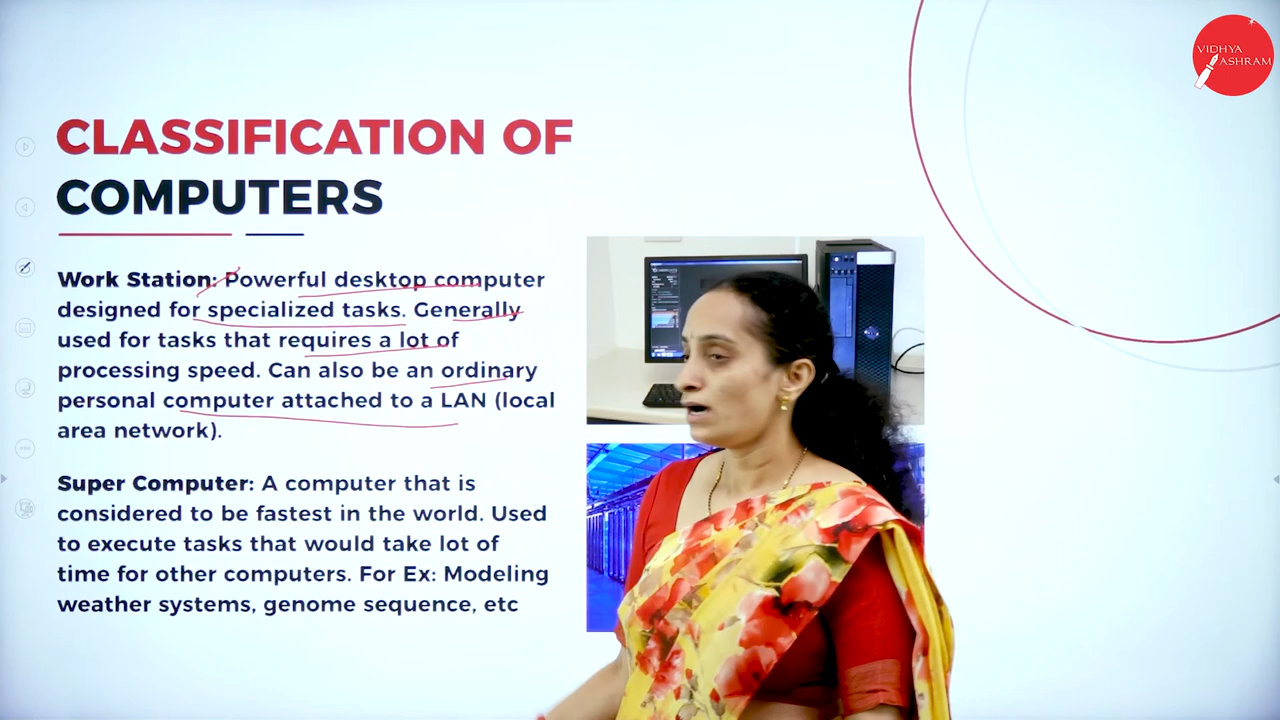 VIDHYA
ASHRAM
CLASSIFICATION OF
COMPUTERS
Work Station: Powerful desktop computer
designed for specialized tasks. Generally
used for tasks that requires a lot of
processing speed. Can also be an ordinary
personal computer attached to a LAN (local
area network).
Super Computer: A computer that is
considered to be fastest in the world. Used
to execute tasks that would take lot of
time for other computers. For Ex: Modeling
weather systems, genome sequence, etc